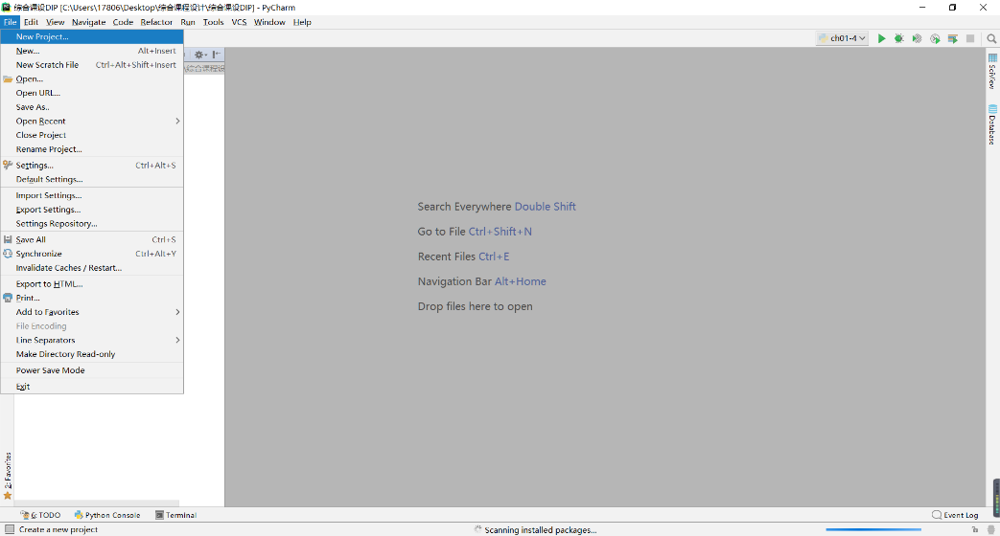 综合课设DIP [C:\Users\17806\Desktop\综合课程设计\综合课设DIP] - PyCharm
File Edit View Navigate Code Refactor Run Tools VCS Window Help
New Project...
ch01-4
New... Alt+Insert
New Scratch File Ctrl+Alt+Shift+Insert
\综合课程设
Open...
Open URL...
Save As..
Open Recent
Close Project
Rename Project...
Settings... Ctrl+Alt+S
Default Settings...
Import Settings...
Export Settings...
Settings Repository...
Save All Ctrl+S
Synchronize Ctrl+Alt+Y
Invalidate Caches / Restart...
Export to HTML...
Print...
Add to Favorites
File Encoding
Line Separators
Make Directory Read-only
Power Save Mode
Exit
Search Everywhere Double Shift
Go to File Ctrl+Shift+N
Recent Files Ctrl+E
Navigation Bar Alt+Home
Drop files here to open
SciView
Database
2: Favorites
6: TODO Python Console Terminal Event Log
Create a new project Scanning installed packages...